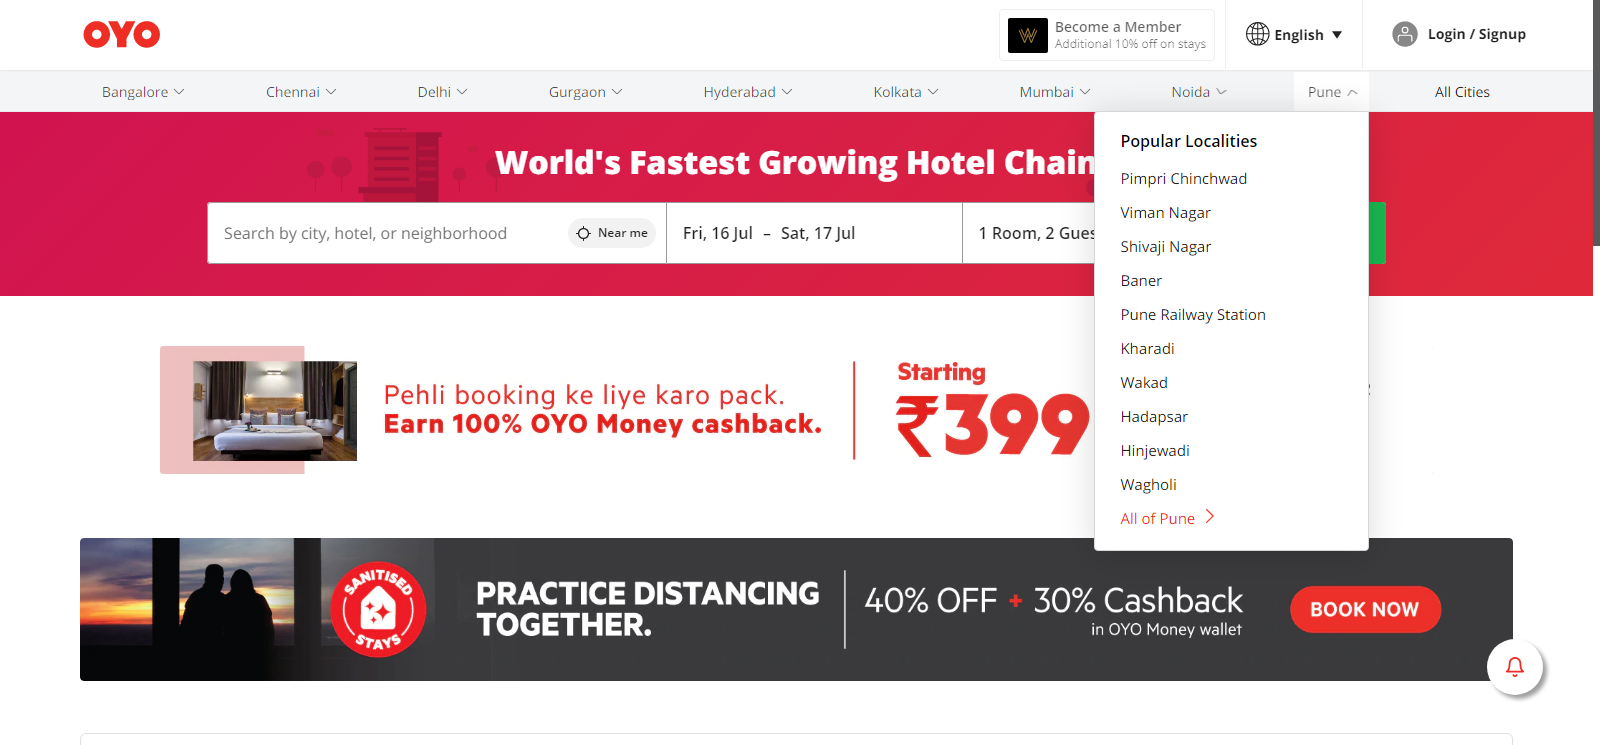 OYO
Become a Member
Additional 10% off on stays
English
Login / Signup
Bangalore
Chennai
Delhi
Gurgaon
Hyderabad
Kolkata
Mumbai
Noida
Pune
All Cities
World's Fastest Growing Hotel Chain
Search by city, hotel, or neighborhood
Near me
Fri, 16 Jul – Sat, 17 Jul
1 Room, 2 Gues
Popular Localities
Pimpri Chinchwad
Viman Nagar
Shivaji Nagar
Baner
Pune Railway Station
Kharadi
Wakad
Hadapsar
Hinjewadi
Wagholi
All of Pune
Pehli booking ke liye karo pack.
Earn 100% OYO Money cashback.
Starting
₹399
SANITISED
STAYS
PRACTICE DISTANCING
TOGETHER.
40% OFF + 30% Cashback
in OYO Money wallet
BOOK NOW